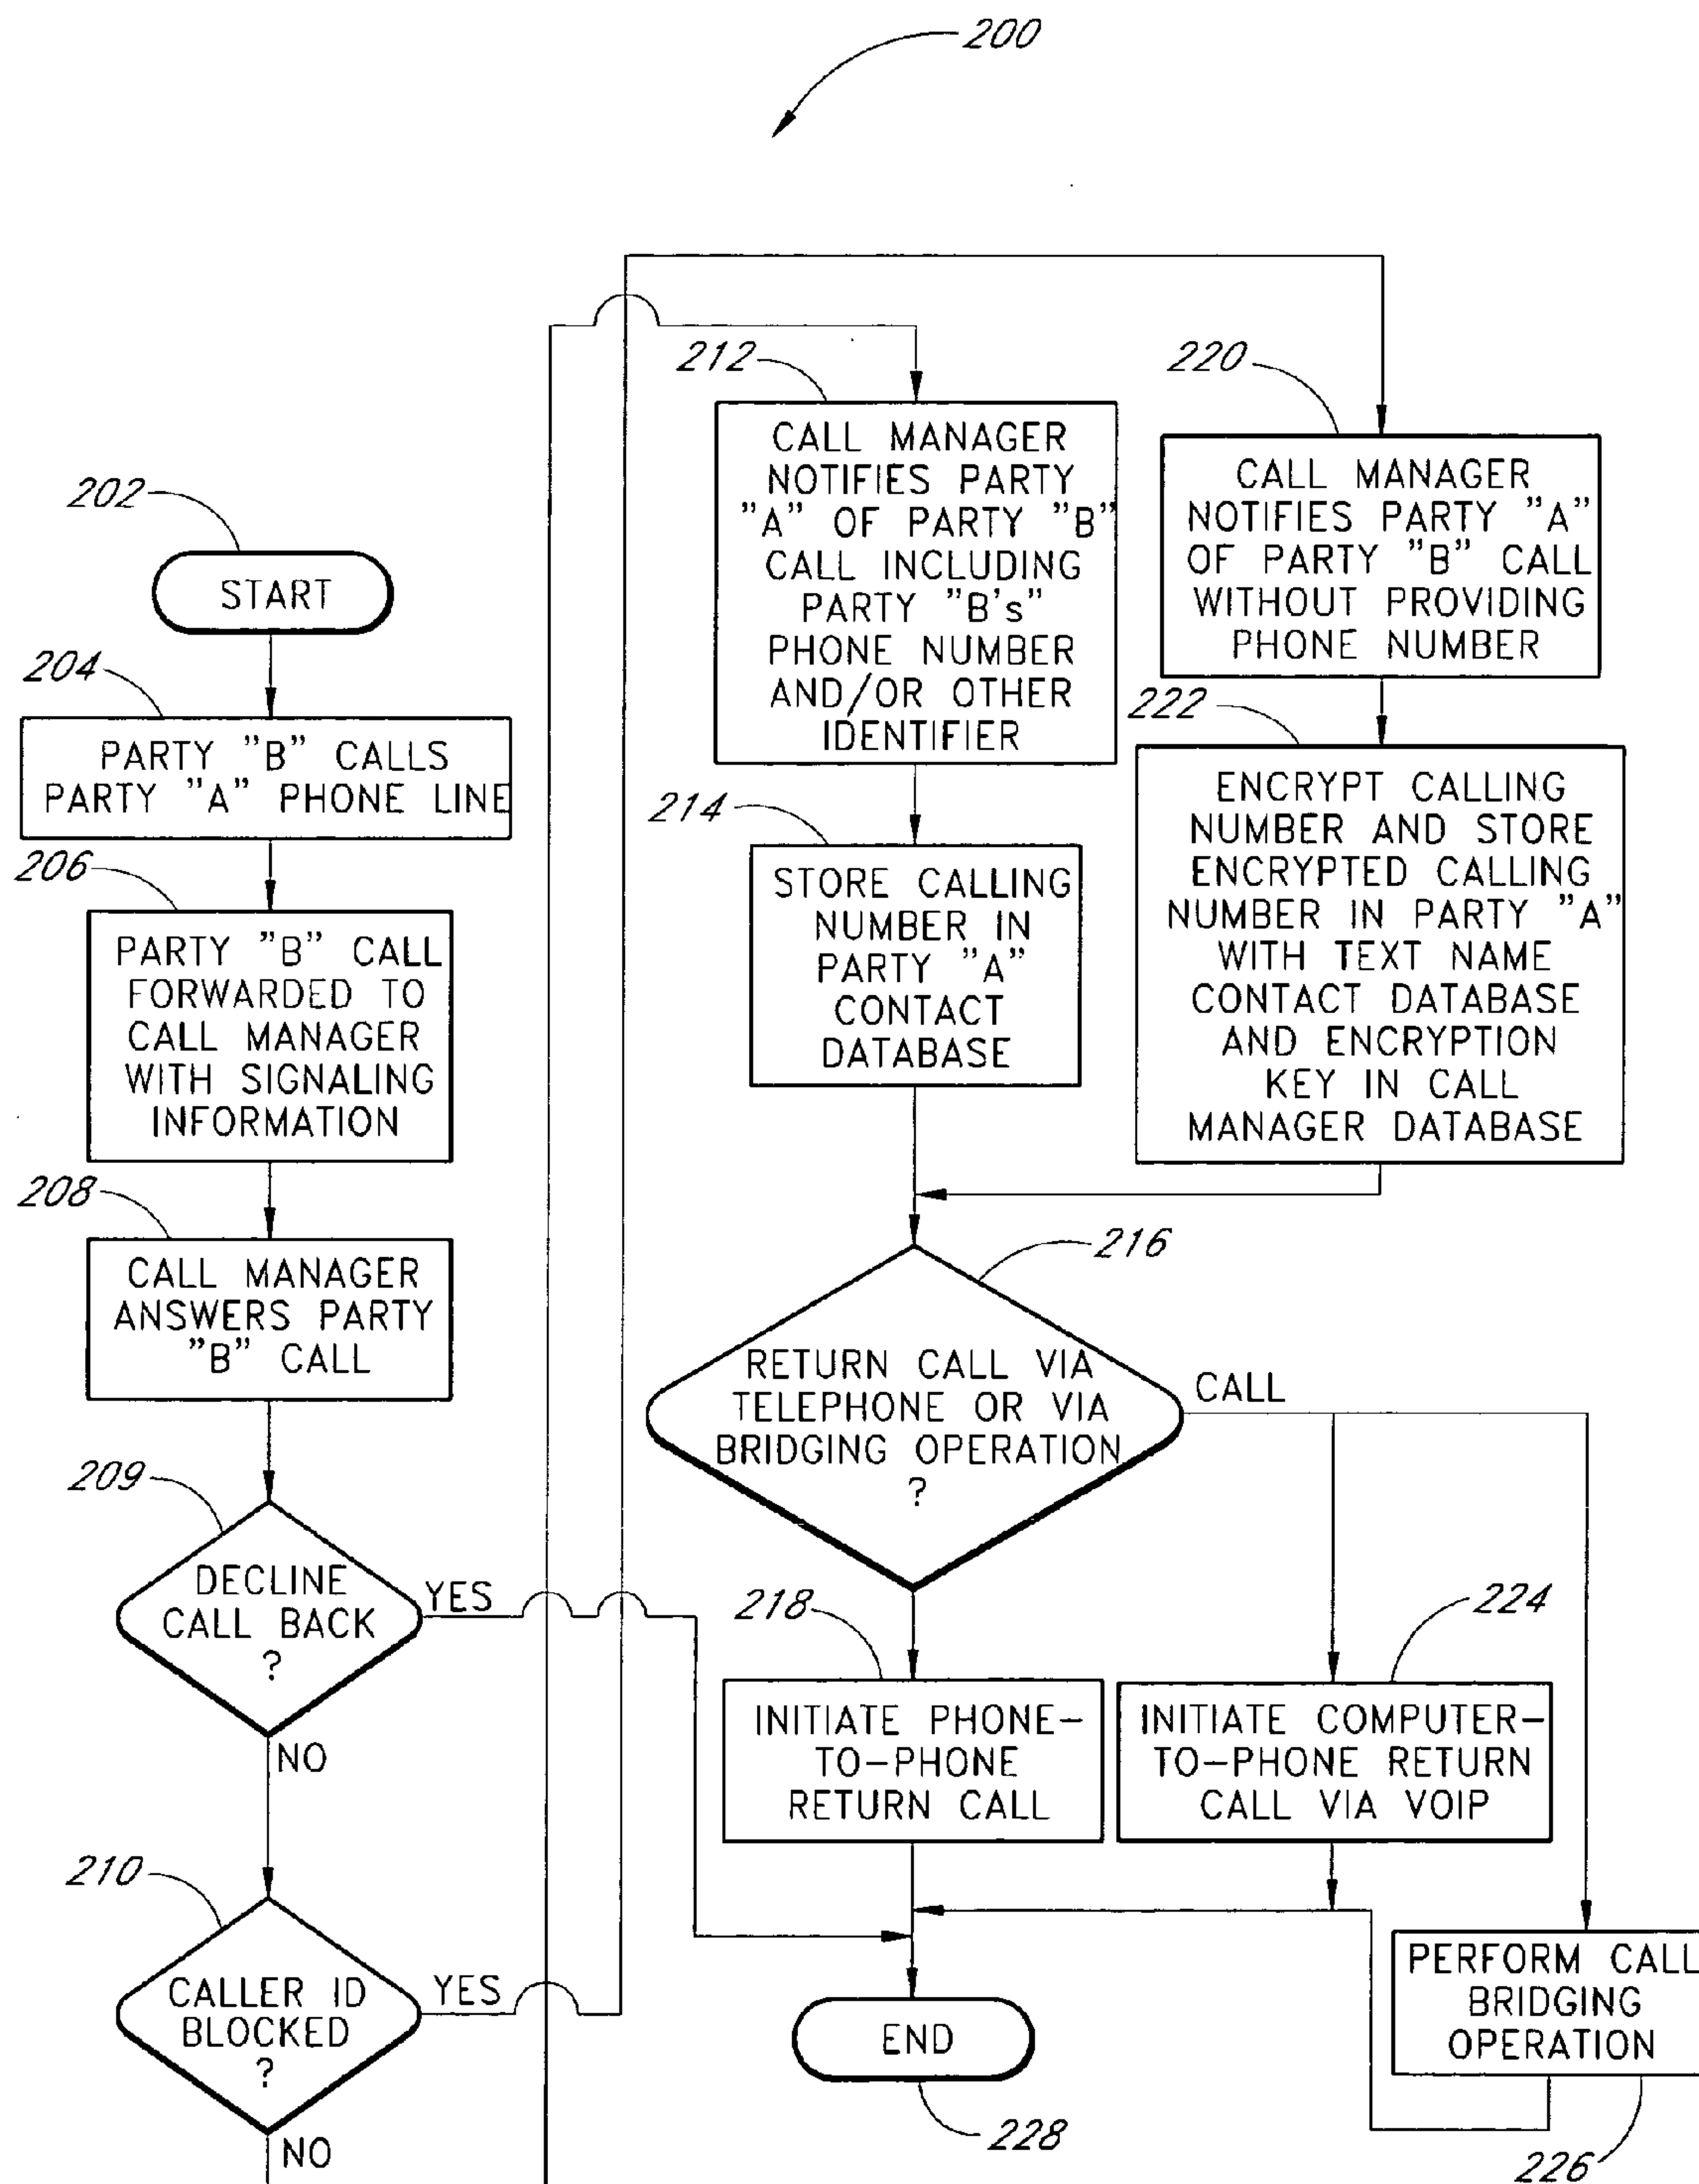 200
202
START
204
PARTY "B" CALLS
PARTY "A" PHONE LINE
206
PARTY "B" CALL
FORWARDED TO
CALL MANAGER
WITH SIGNALING
INFORMATION
208
CALL MANAGER
ANSWERS PARTY
"B" CALL
209
DECLINE
CALL BACK
?
YES
NO
210
CALLER ID
BLOCKED
?
YES
NO
212
CALL MANAGER
NOTIFIES PARTY
"A" OF PARTY "B"
CALL INCLUDING
PARTY "B's"
PHONE NUMBER
AND/OR OTHER
IDENTIFIER
214
STORE CALLING
NUMBER IN
PARTY "A"
CONTACT
DATABASE
220
CALL MANAGER
NOTIFIES PARTY "A"
OF PARTY "B" CALL
WITHOUT PROVIDING
PHONE NUMBER
222
ENCRYPT CALLING
NUMBER AND STORE
ENCRYPTED CALLING
NUMBER IN PARTY "A"
WITH TEXT NAME
CONTACT DATABASE
AND ENCRYPTION
KEY IN CALL
MANAGER DATABASE
216
RETURN CALL VIA
TELEPHONE OR VIA
BRIDGING OPERATION
?
CALL
218
INITIATE PHONE-
TO-PHONE
RETURN CALL
224
INITIATE COMPUTER-
TO-PHONE RETURN
CALL VIA VOIP
PERFORM CALL
BRIDGING
OPERATION
226
END
228